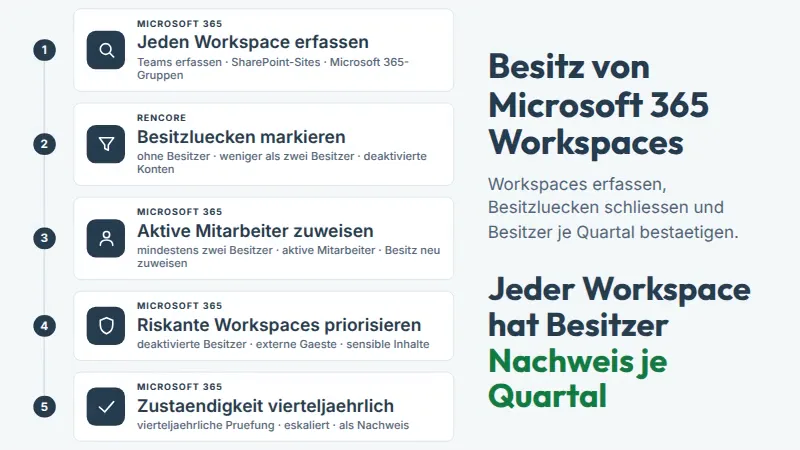 1
MICROSOFT 365
Jeden Workspace erfassen
Teams erfassen · SharePoint-Sites · Microsoft 365-
Gruppen
2
RENCORE
Besitzluecken markieren
ohne Besitzer · weniger als zwei Besitzer · deaktivierte
Konten
3
MICROSOFT 365
Aktive Mitarbeiter zuweisen
mindestens zwei Besitzer · aktive Mitarbeiter · Besitz neu
zuweisen
4
MICROSOFT 365
Riskante Workspaces priorisieren
deaktivierte Besitzer · externe Gaeste · sensible Inhalte
5
MICROSOFT 365
Zustaendigkeit vierteljaehrlich
vierteljaehrliche Pruefung · eskaliert · als Nachweis
Besitz von
Microsoft 365
Workspaces
Workspaces erfassen,
Besitzluecken schliessen und
Besitzer je Quartal bestaetigen.
Jeder Workspace
hat Besitzer
Nachweis je
Quartal